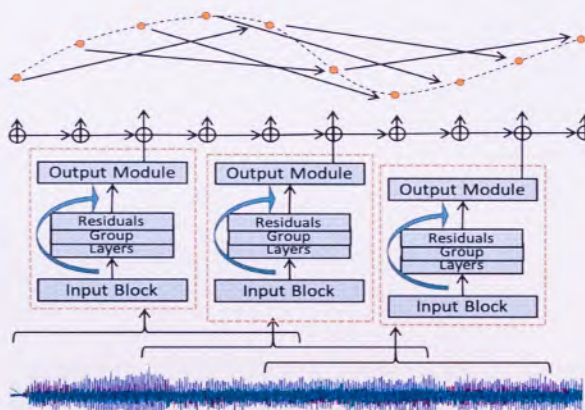 Output Module
Residuals
Group
Layers
Input Block
Output Module
Residuals
Group
Layers
Input Block
Output Module
Residuals
Group
Layers
Input Block